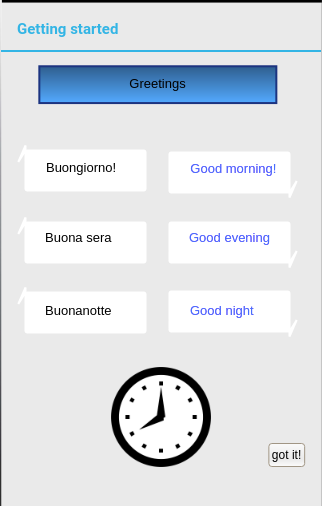 Getting started
Greetings
Buongiorno!
Good morning!
Buona sera
Good evening
Buonanotte
Good night
got it!